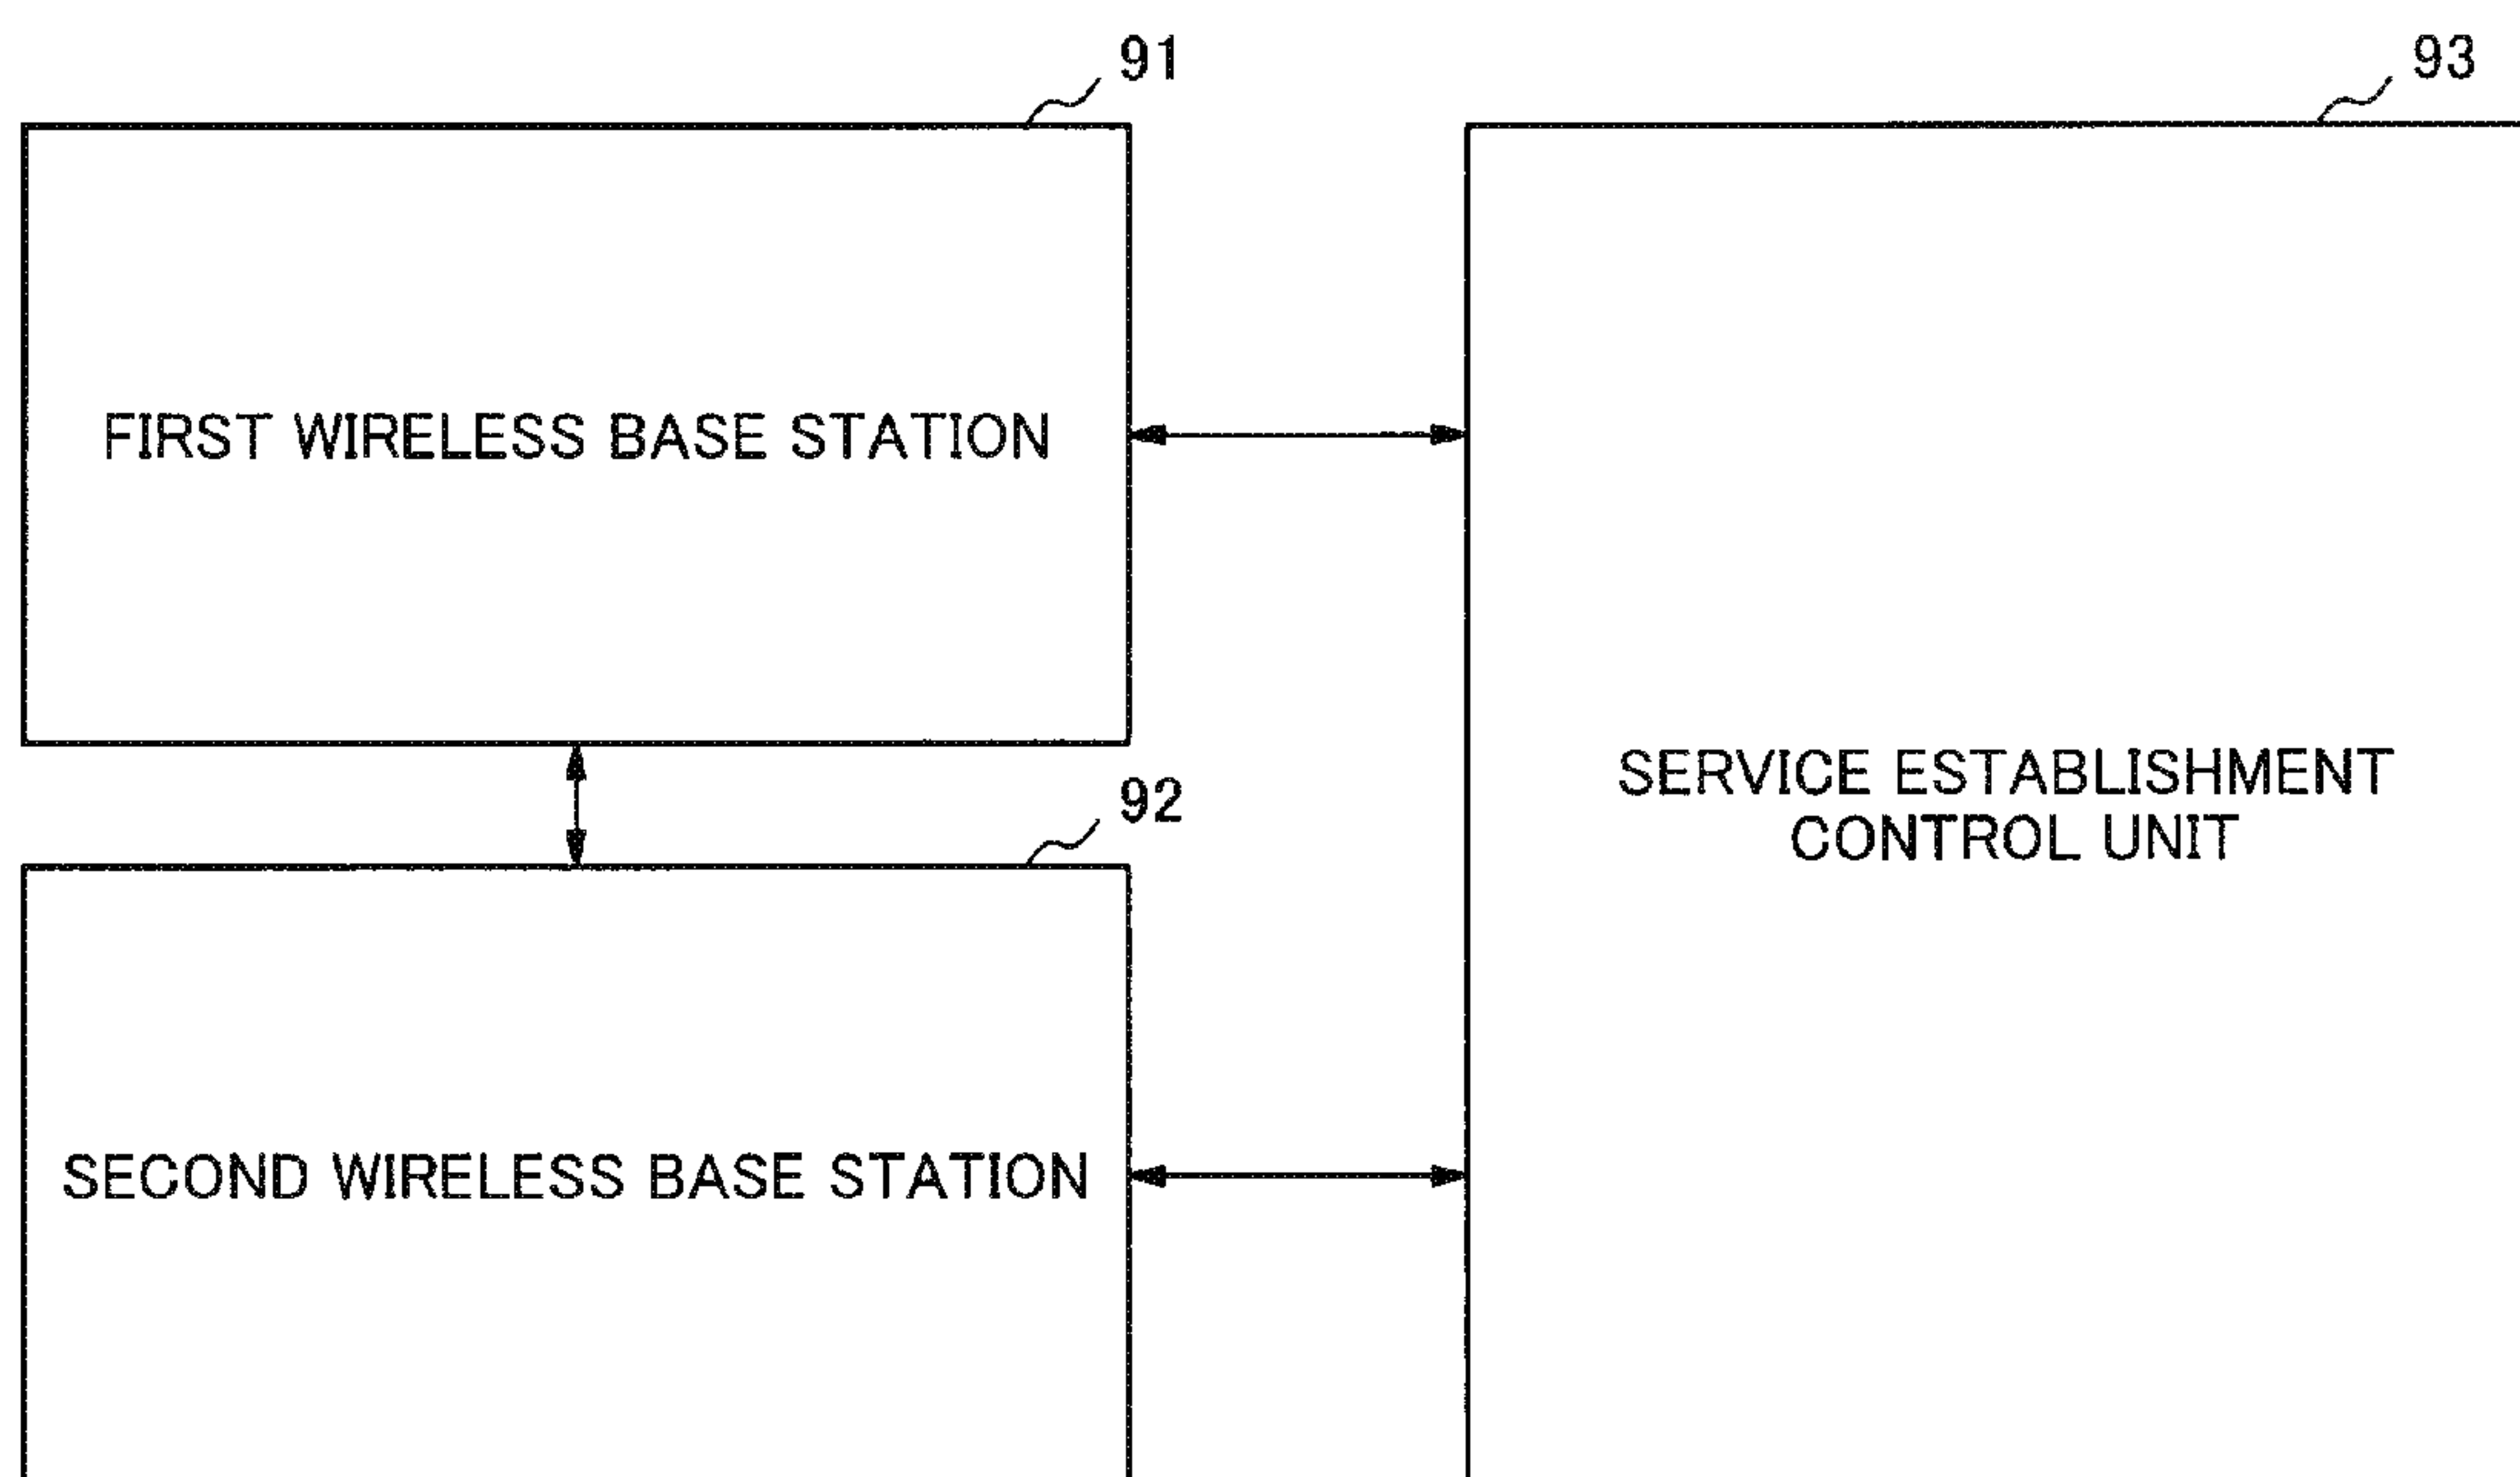 91
93
FIRST WIRELESS BASE STATION
SERVICE ESTABLISHMENT
CONTROL UNIT
92
SECOND WIRELESS BASE STATION